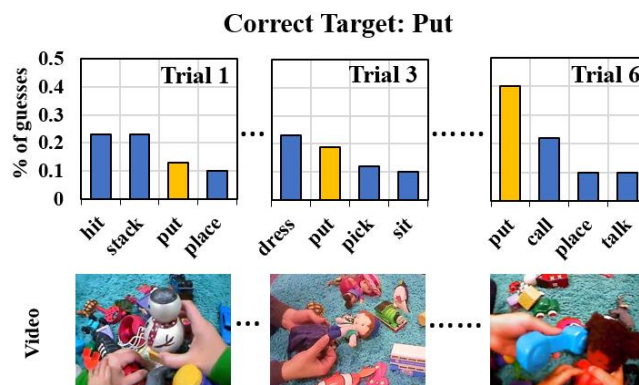 Correct Target: Put
% of guesses
0.5
0.4
0.3
0.2
0.1
0
Trial 1
hit
stack
put
place
...
Trial 3
dress
put
pick
sit
......
Trial 6
put
call
place
talk
Video
...
......